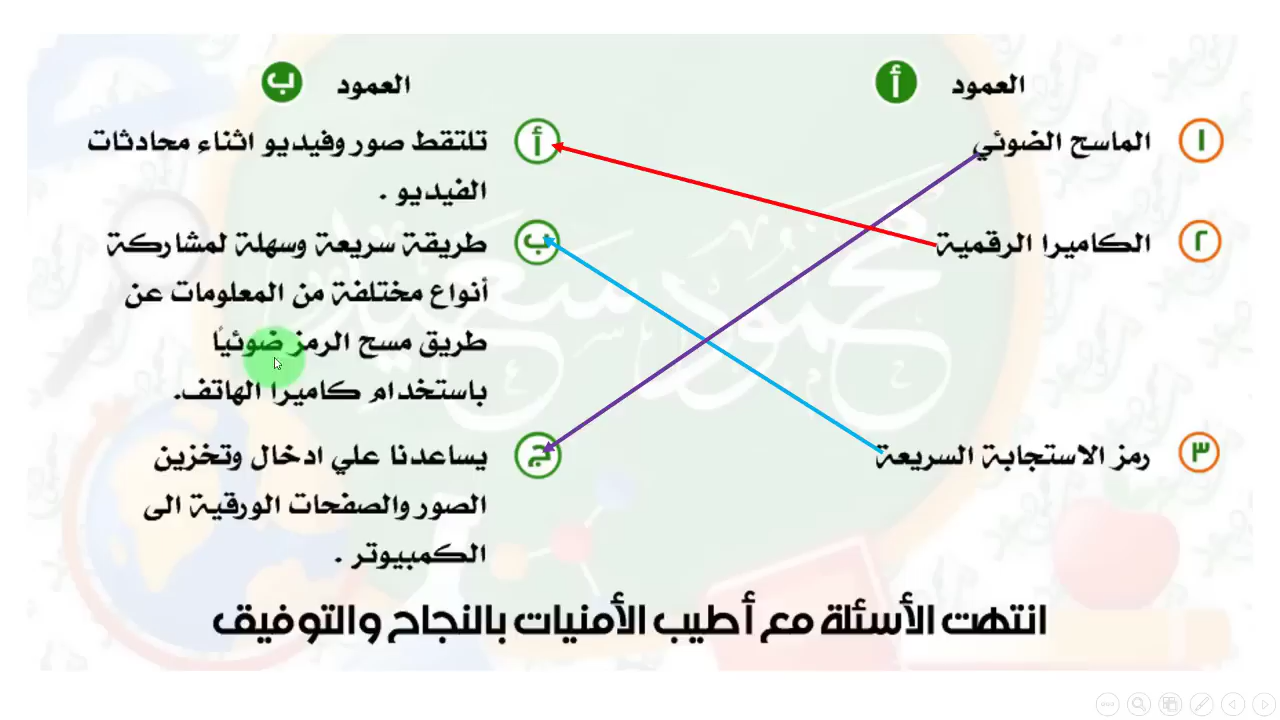 العمود أ
١ الماسح الضوئي
٢ الكاميرا الرقمية
٣ رمز الاستجابة السريعة
العمود ب
أ تلتقط صور وفيديو اثناء محادثات
الفيديو .
ب طريقة سريعة وسهلة لمشاركة
أنواع مختلفة من المعلومات عن
طريق مسح الرمز ضوئياً
باستخدام كاميرا الهاتف.
ج يساعدنا علي ادخال وتخزين
الصور والصفحات الورقية الى
الكمبيوتر .
انتهت الأسئلة مع أطيب الأمنيات بالنجاح والتوفيق
محمود سعيد